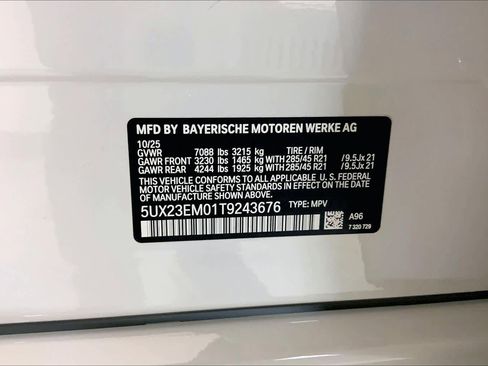 MFD BY BAYERISCHE MOTOREN WERKE AG
10/25
GVWR 7088 lbs 3215 kg TIRE / RIM
GAWR FRONT 3230 lbs 1465 kg WITH 285/45 R21 /9.5Jx 21
GAWR REAR 4244 lbs 1925 kg WITH 285/45 R21 /9.5Jx 21
THIS VEHICLE CONFORMS TO ALL APPLICABLE
U. S. FEDERAL MOTOR VEHICLE
SAFETY STANDARDS IN EFFECT ON THE DATE OF
MANUFACTURE SHOWN ABOVE.
5UX23EM01T9243676 TYPE: MPV
A96
7 320 729